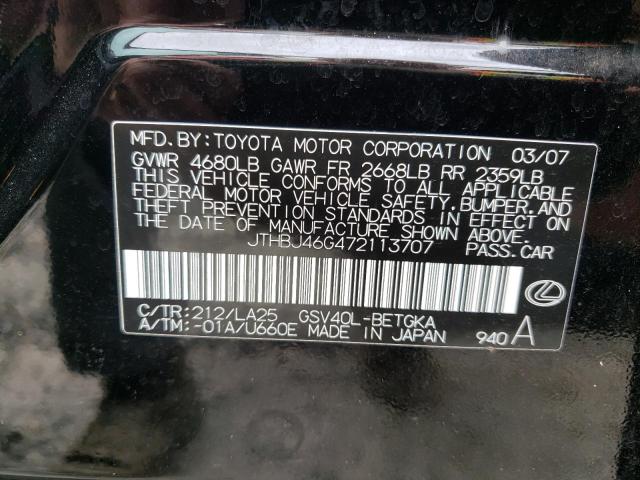 MFD. BY: TOYOTA MOTOR CORPORATION 03/07
GVWR 4680LB GAWR FR 2668LB RR 2359LB
THIS VEHICLE CONFORMS TO ALL APPLICABLE
FEDERAL MOTOR VEHICLE SAFETY, BUMPER, AND
THEFT PREVENTION STANDARDS IN EFFECT ON
THE DATE OF MANUFACTURE SHOWN ABOVE.
JTHBJ46G472113707 PASS. CAR
C/TR: 212/LA25 GSV40L-BETGKA
A/TM: -01A/U660E MADE IN JAPAN 940 A